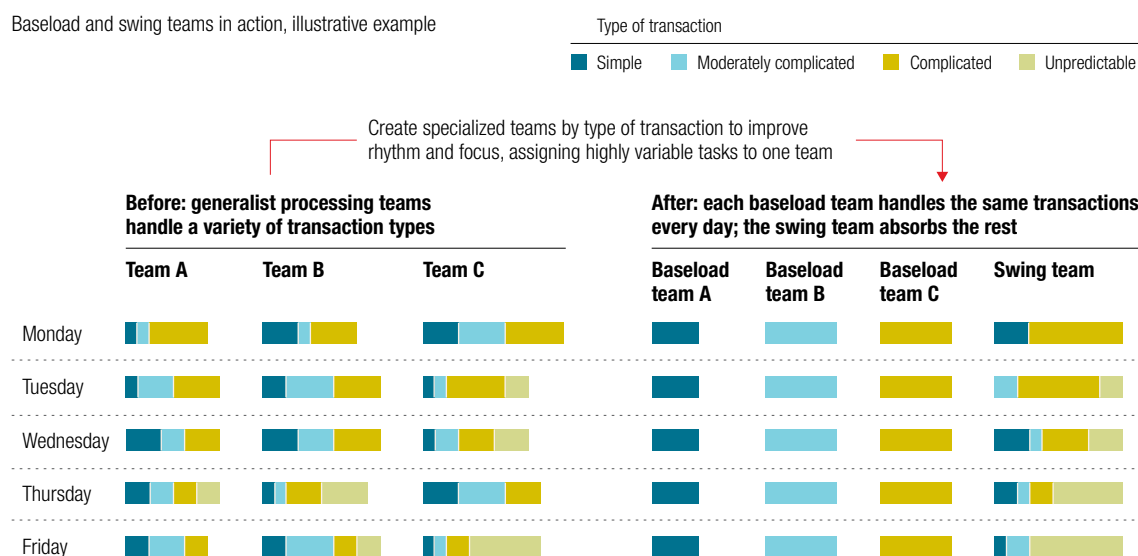 Baseload and swing teams in action, illustrative example
Type of transaction
Simple
Moderately complicated
Complicated
Unpredictable
Create specialized teams by type of transaction to improve
rhythm and focus, assigning highly variable tasks to one team
Before: generalist processing teams
handle a variety of transaction types
After: each baseload team handles the same transactions
every day; the swing team absorbs the rest
Team A
Team B
Team C
Baseload
team A
Baseload
team B
Baseload
team C
Swing team
Monday
Tuesday
Wednesday
Thursday
Friday